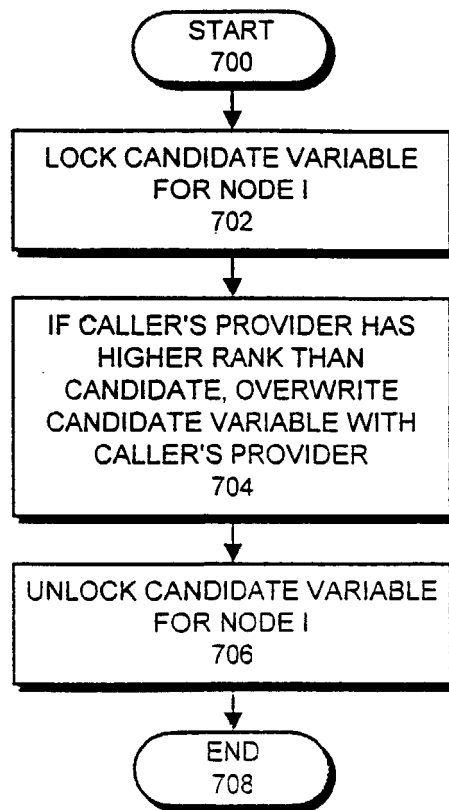 START
700
LOCK CANDIDATE VARIABLE
FOR NODE I
702
IF CALLER'S PROVIDER HAS
HIGHER RANK THAN
CANDIDATE, OVERWRITE
CANDIDATE VARIABLE WITH
CALLER'S PROVIDER
704
UNLOCK CANDIDATE VARIABLE
FOR NODE I
706
END
708